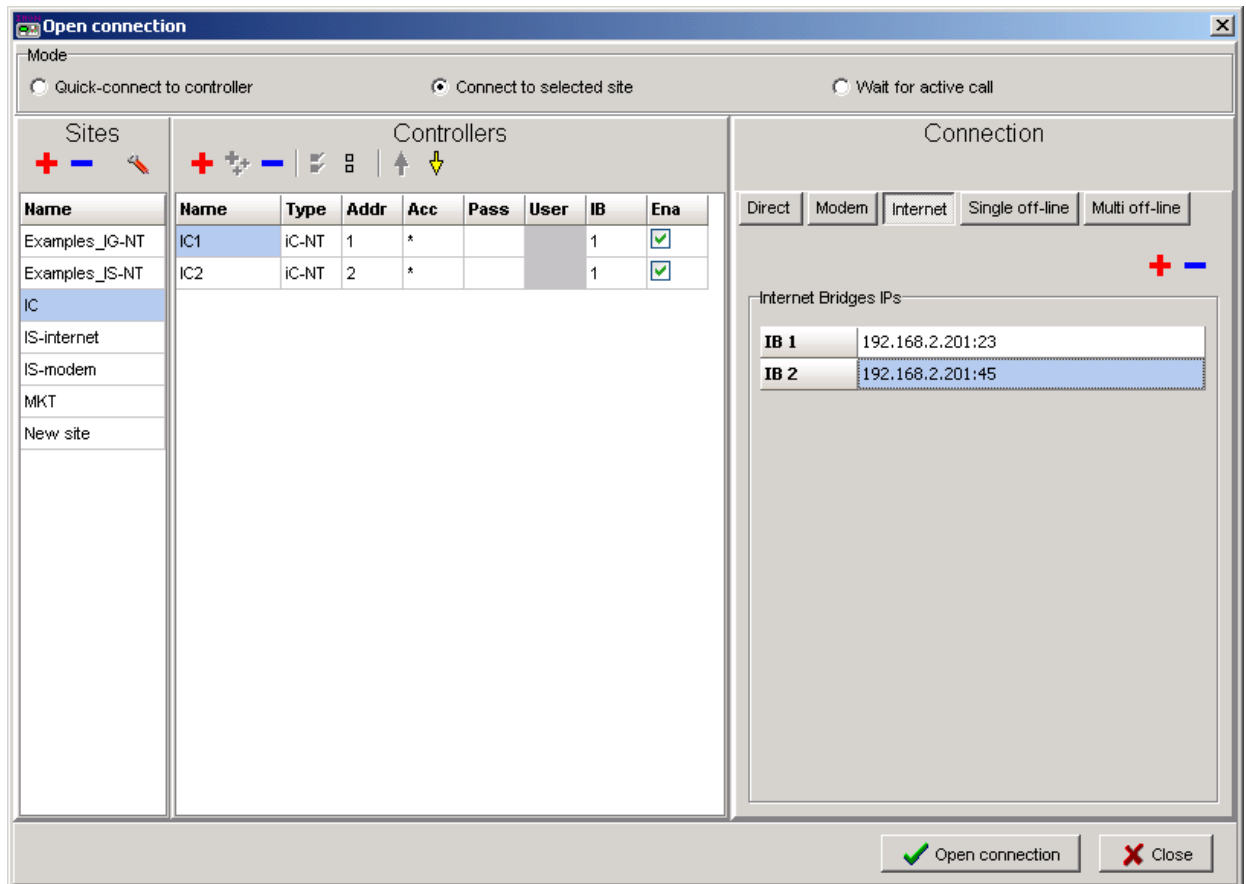 Open connection
Mode
Quick-connect to controller
Connect to selected site
Wait for active call
Sites
Controllers
Connection
Name
Examples_IG-NT
Examples_IS-NT
IC
IS-internet
IS-modem
MKT
New site
Name Type Addr Acc Pass User IB Ena
IC1 iC-NT 1 * 1
IC2 iC-NT 2 * 1
Direct Modem Internet Single off-line Multi off-line
Internet Bridges IPs
IB 1 192.168.2.201:23
IB 2 192.168.2.201:45
Open connection
Close